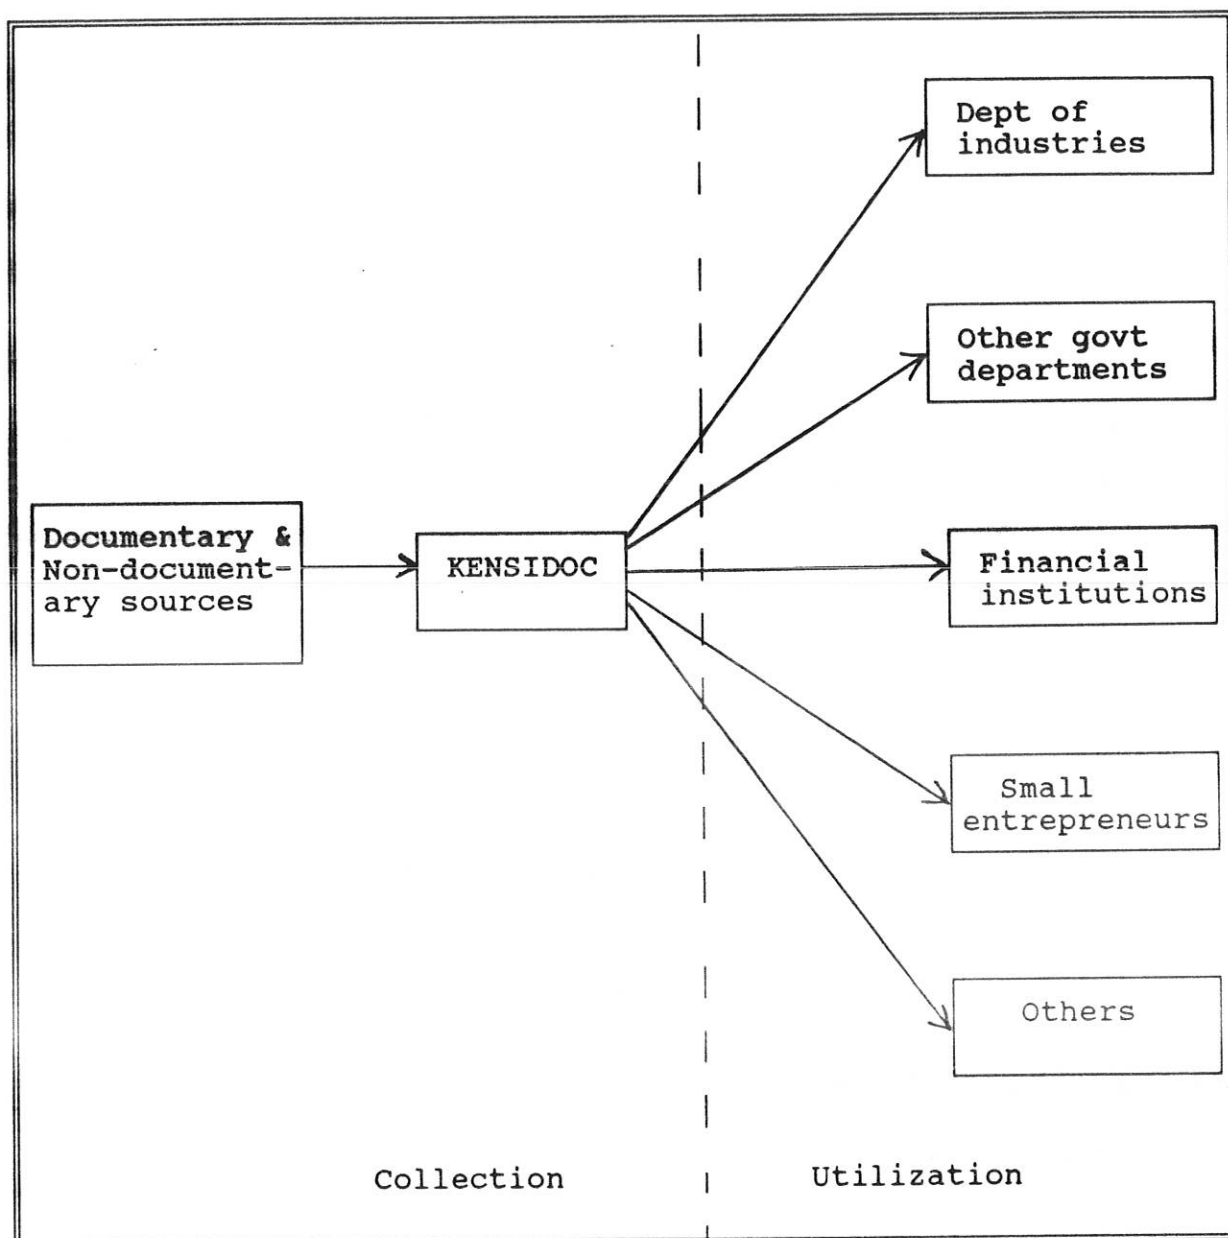 Dept of
industries
Other govt
departments
Documentary &
Non-document-
ary sources
KENSIDOC
Financial
institutions
Small
entrepreneurs
Others
Collection
Utilization